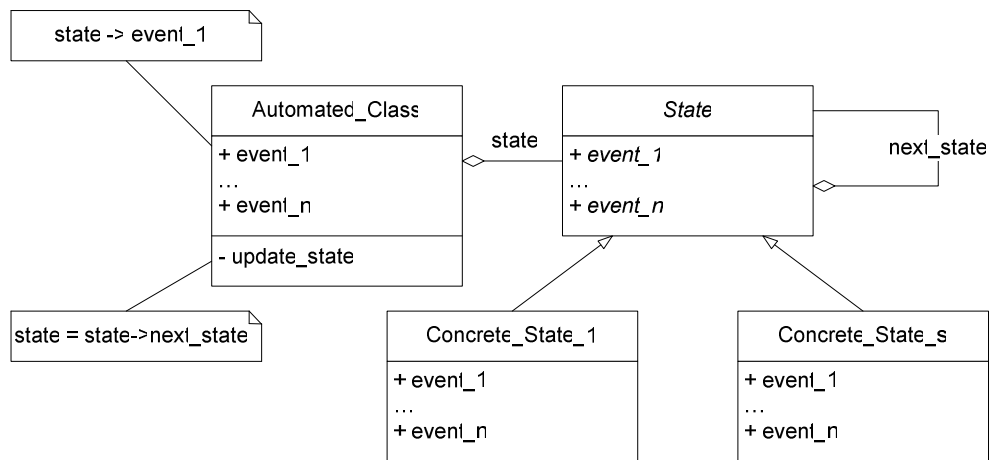 state -> event_1
Automated_Class
+ event_1
...
+ event_n
- update_state
state
State
+ event_1
...
+ event_n
next_state
state = state->next_state
Concrete_State_1
+ event_1
...
+ event_n
Concrete_State_s
+ event_1
...
+ event_n